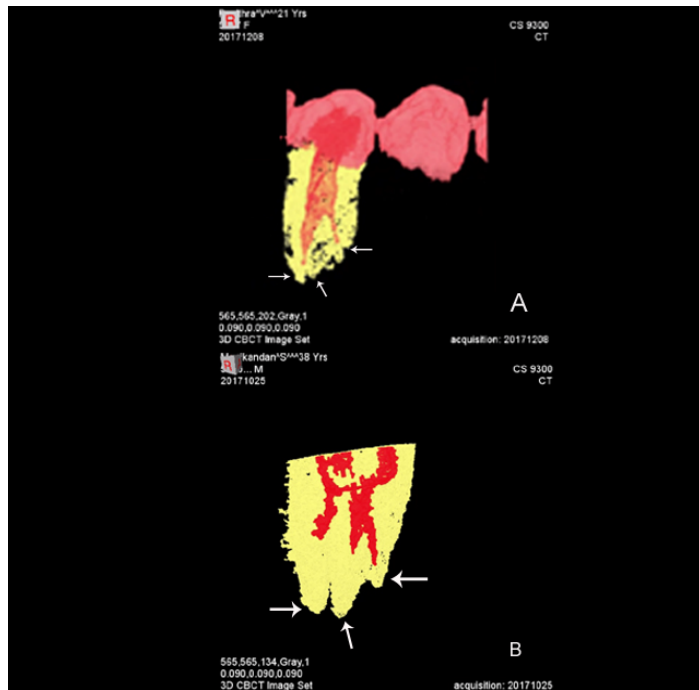 21 Yrs
R
F
CS 9300
20171208
CT
A
565,565,202,Gray,1
0.090,0.090,0.090
3D CBCT Image Set
acquisition: 20171208
38 Yrs
R
M
CS 9300
20171025
CT
B
565,565,134,Gray,1
0.090,0.090,0.090
3D CBCT Image Set
acquisition: 20171025